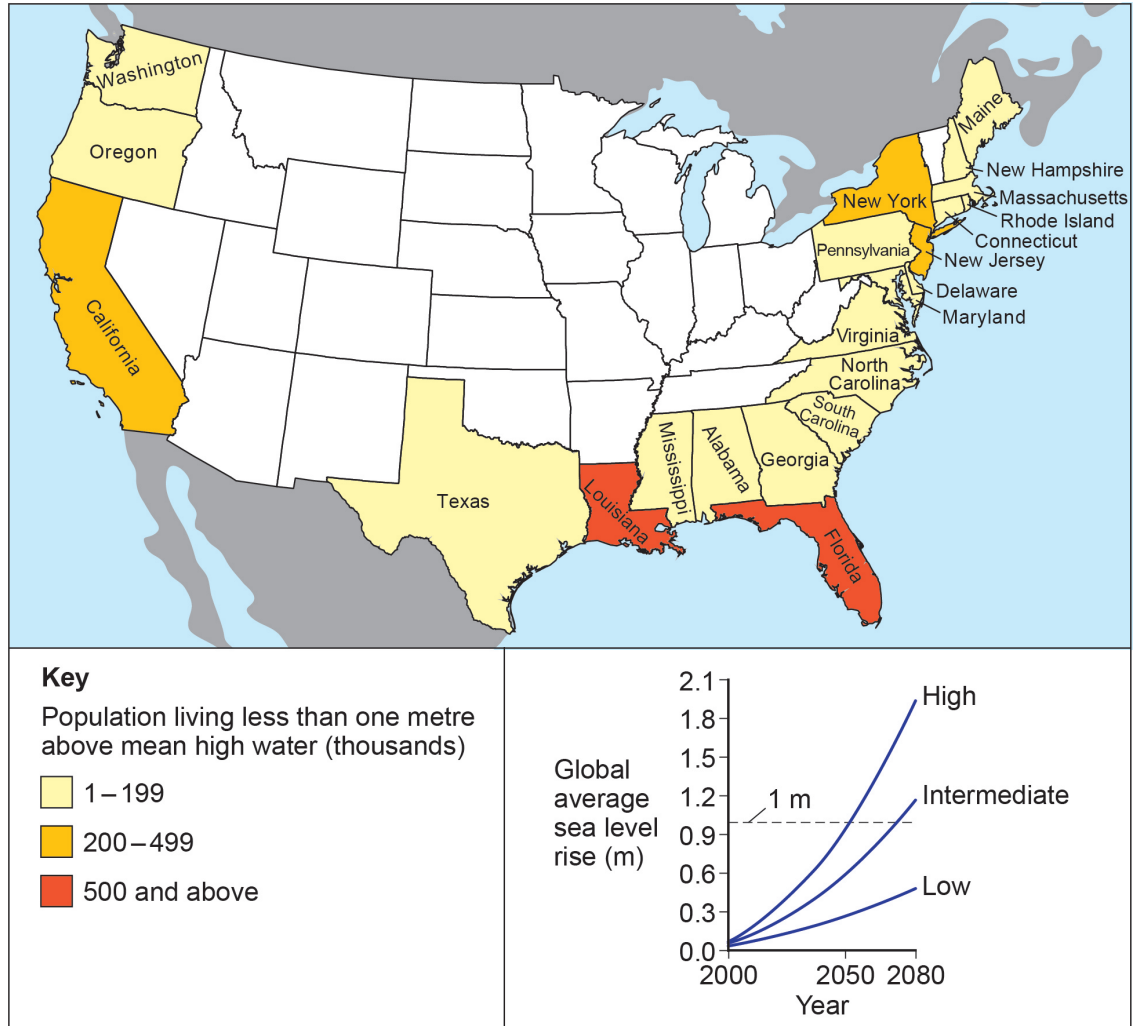 Washington
Oregon
California
Texas
Louisiana
Mississippi
Alabama
Georgia
Florida
South
Carolina
North
Carolina
Virginia
Pennsylvania
New York
Maine
New Hampshire
Massachusetts
Rhode Island
Connecticut
New Jersey
Delaware
Maryland
Key
Population living less than one metre
above mean high water (thousands)
1–199
200–499
500 and above
Global
average
sea level
rise (m)
2.1
1.8
1.5
1.2
0.9
0.6
0.3
0.0
1 m
High
Intermediate
Low
2000
2050
2080
Year